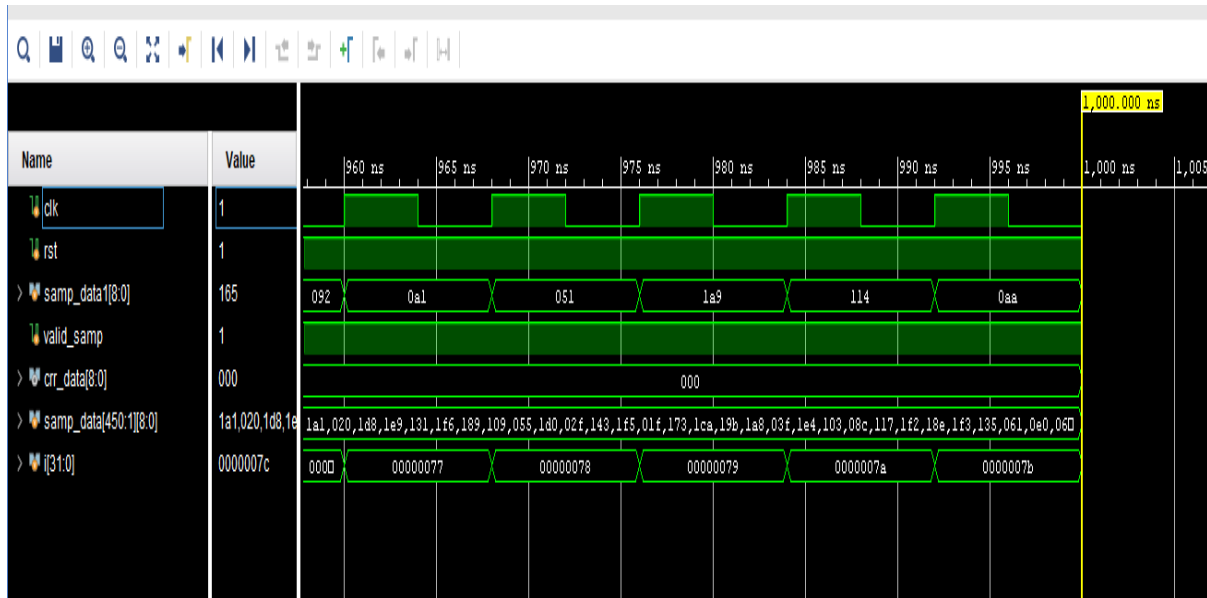 1,000.000 ns
Name Value
960 ns 965 ns 970 ns 975 ns 980 ns 985 ns 990 ns 995 ns 1,000 ns 1,005
clk 1
rst 1
samp_data1[8:0] 165 092 0a1 051 1a9 114 0aa
valid_samp 1
crr_data[8:0] 000 000
samp_data[450:1][8:0] 1a1,020,1d8,1e 1a1,020,1d8,1e9,131,1f6,189,109,055,1d0,02f,143,1f5,01f,173,1ca,19b,1a8,03f,1e4,103,08c,117,1f2,18e,1f3,135,061,0e0,06
i[31:0] 0000007c 000 00000077 00000078 00000079 0000007a 0000007b